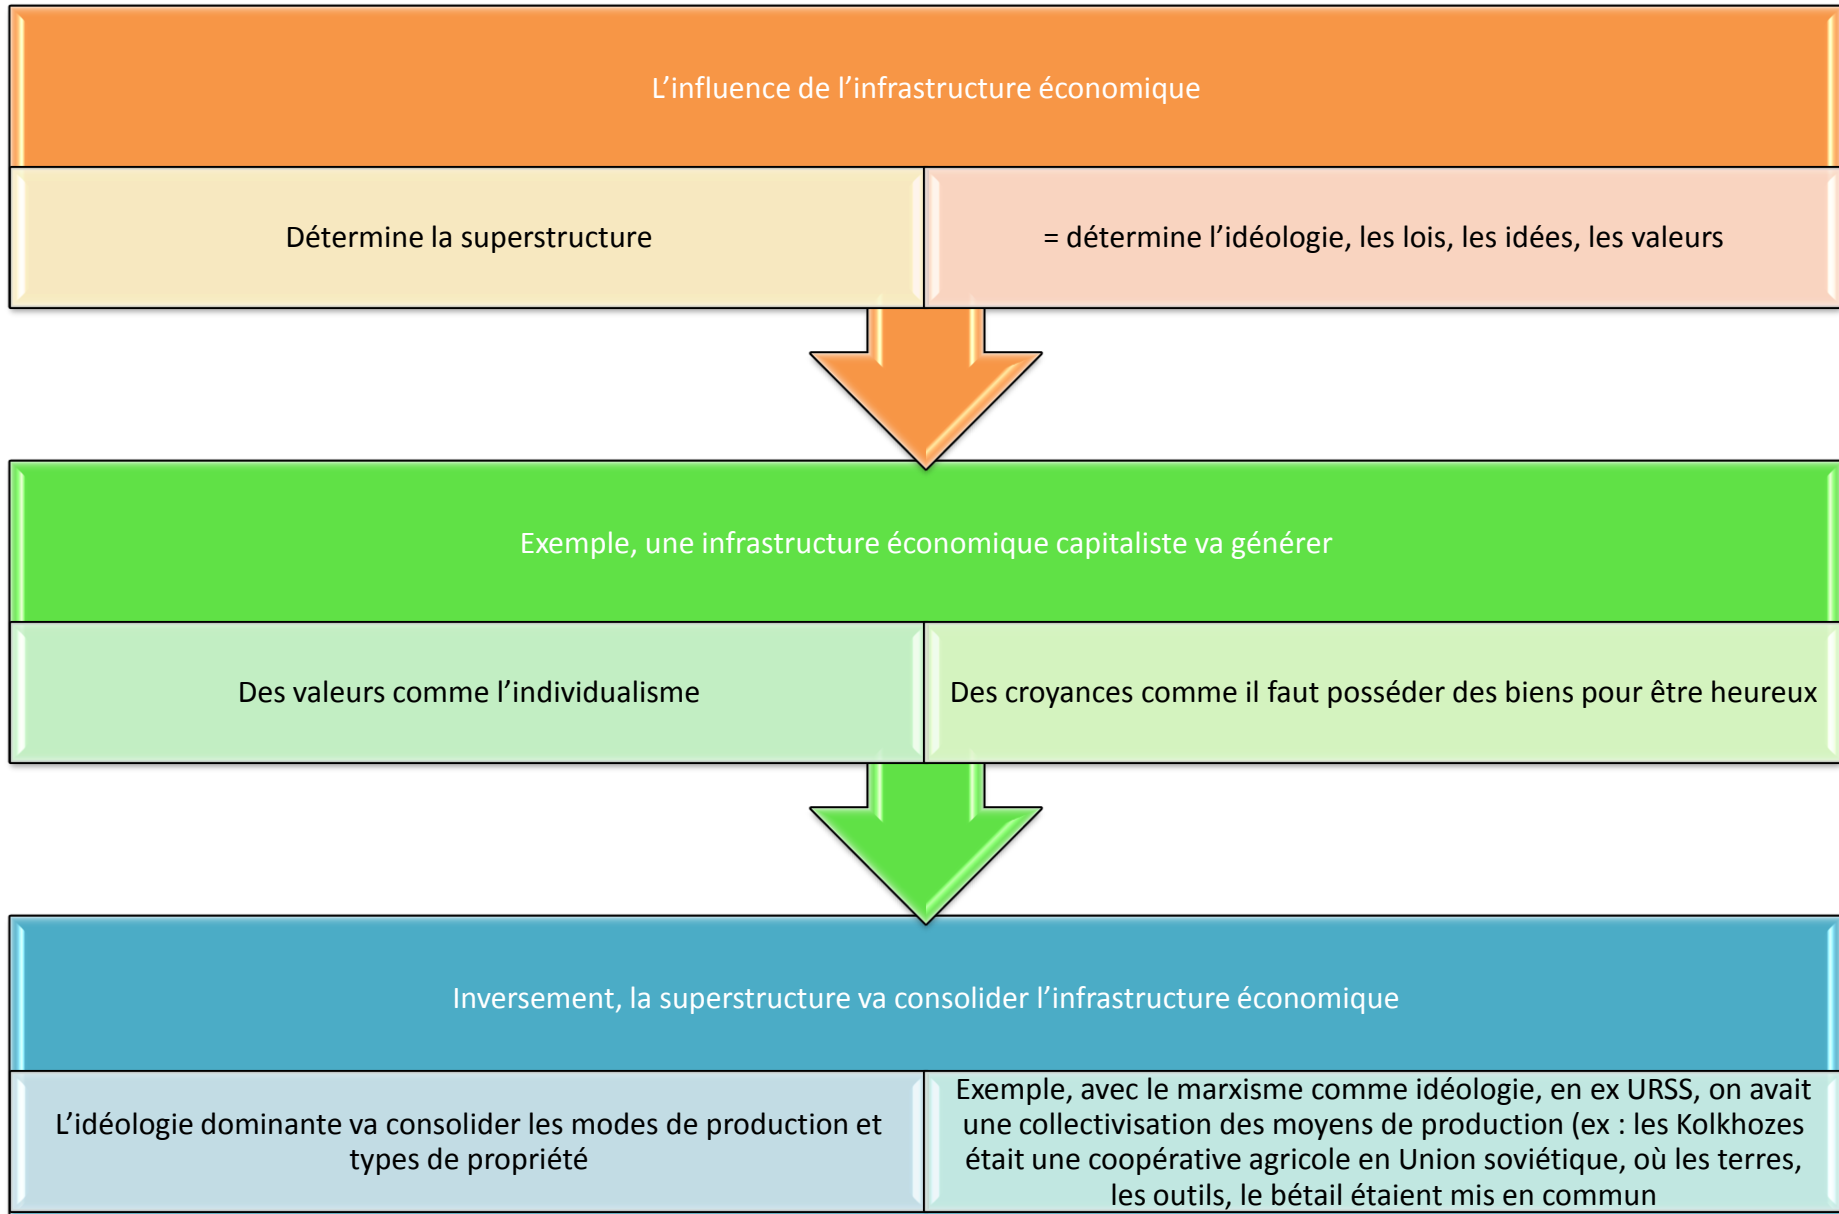 L’influence de l’infrastructure économique
Détermine la superstructure
= détermine l’idéologie, les lois, les idées, les valeurs
Exemple, une infrastructure économique capitaliste va générer
Des valeurs comme l’individualisme
Des croyances comme il faut posséder des biens pour être heureux
Inversement, la superstructure va consolider l’infrastructure économique
L’idéologie dominante va consolider les modes de production et
types de propriété
Exemple, avec le marxisme comme idéologie, en ex URSS, on avait
une collectivisation des moyens de production (ex : les Kolkhozes
était une coopérative agricole en Union soviétique, où les terres,
les outils, le bétail étaient mis en commun